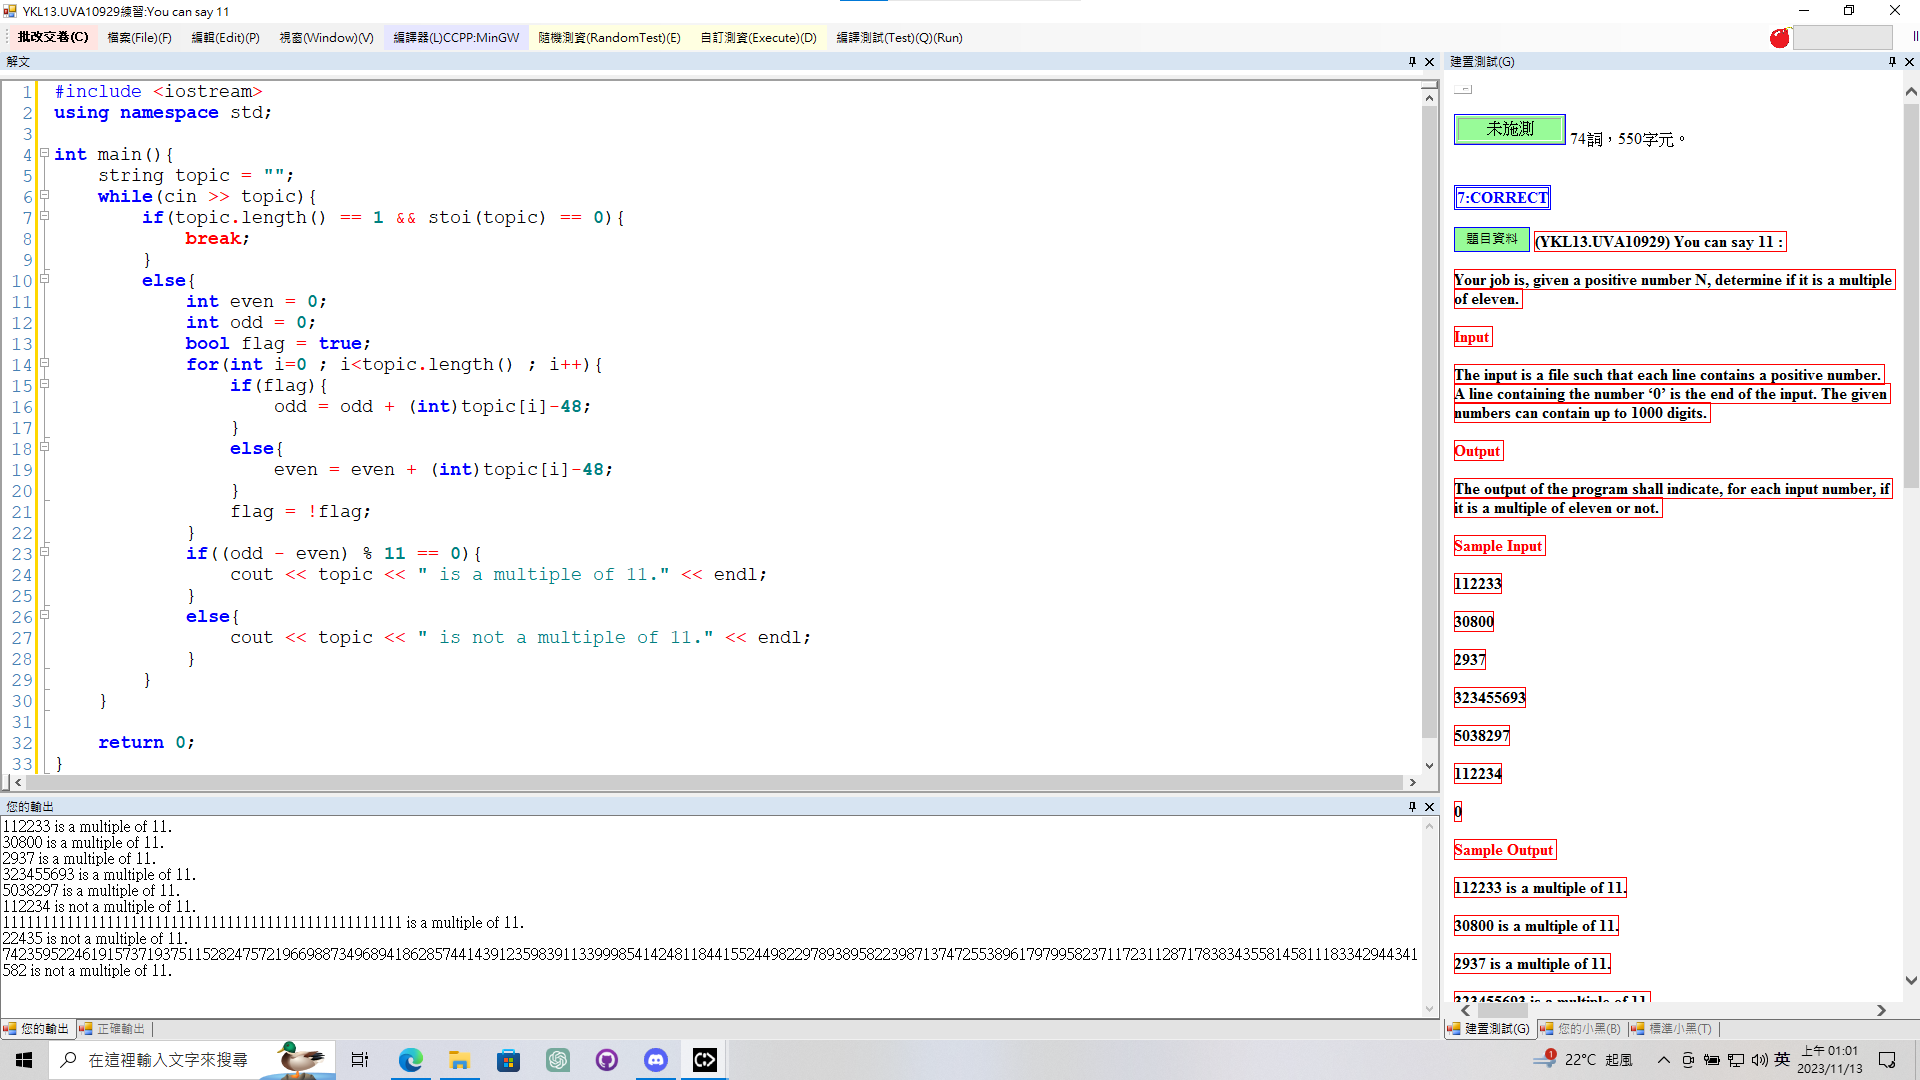 YKL13.UVA10929練習:You can say 11
批改交卷(C) 檔案(File)(F) 編輯(Edit)(P) 視窗(Window)(V) 編譯器(L)CCPP:MinGW 隨機測資(RandomTest)(E) 自訂測資(Execute)(D) 編譯測試(Test)(Q)(Run)
解文
1 #include <iostream>
2 using namespace std;
3
4 int main(){
5 string topic = "";
6 while(cin >> topic){
7 if(topic.length() == 1 && stoi(topic) == 0){
8 break;
9 }
10 else{
11 int even = 0;
12 int odd = 0;
13 bool flag = true;
14 for(int i=0 ; i<topic.length() ; i++){
15 if(flag){
16 odd = odd + (int)topic[i]-48;
17 }
18 else{
19 even = even + (int)topic[i]-48;
20 }
21 flag = !flag;
22 }
23 if((odd - even) % 11 == 0){
24 cout << topic << " is a multiple of 11." << endl;
25 }
26 else{
27 cout << topic << " is not a multiple of 11." << endl;
28 }
29 }
30 }
31
32 return 0;
33 }
您的輸出
112233 is a multiple of 11.
30800 is a multiple of 11.
2937 is a multiple of 11.
323455693 is a multiple of 11.
5038297 is a multiple of 11.
112234 is not a multiple of 11.
is a multiple of 11.
22435 is not a multiple of 11.
582 is not a multiple of 11.
您的輸出 正確輸出
建置測試(G)
未施測 74詞，550字元。
7:CORRECT
題目資料 (YKL13.UVA10929) You can say 11 :
Your job is, given a positive number N, determine if it is a multiple
of eleven.
Input
The input is a file such that each line contains a positive number.
A line containing the number ‘0’ is the end of the input. The given
numbers can contain up to 1000 digits.
Output
The output of the program shall indicate, for each input number, if
it is a multiple of eleven or not.
Sample Input
112233
30800
2937
323455693
5038297
112234
0
Sample Output
112233 is a multiple of 11.
30800 is a multiple of 11.
2937 is a multiple of 11.
323455693 is a multiple of 11.
建置測試(G) 您的小黑(B) 標準小黑(T)
在這裡輸入文字來搜尋
1 22°C 起風 英 上午 01:01
2023/11/13